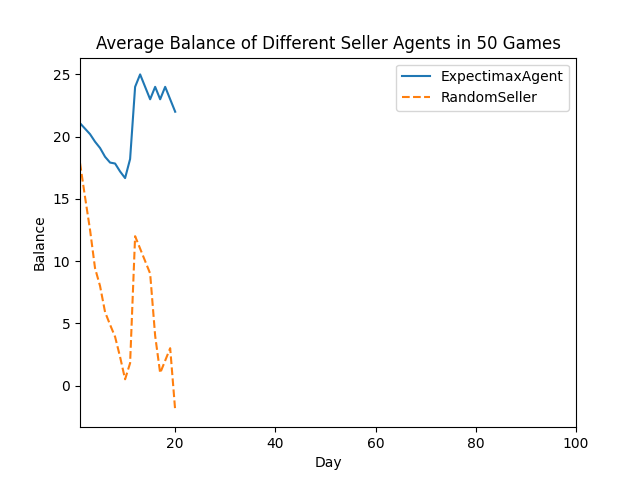 Average Balance of Different Seller Agents in 50 Games
ExpectimaxAgent
RandomSeller
25
20
15
10
5
0
Balance
20 40 60 80 100
Day